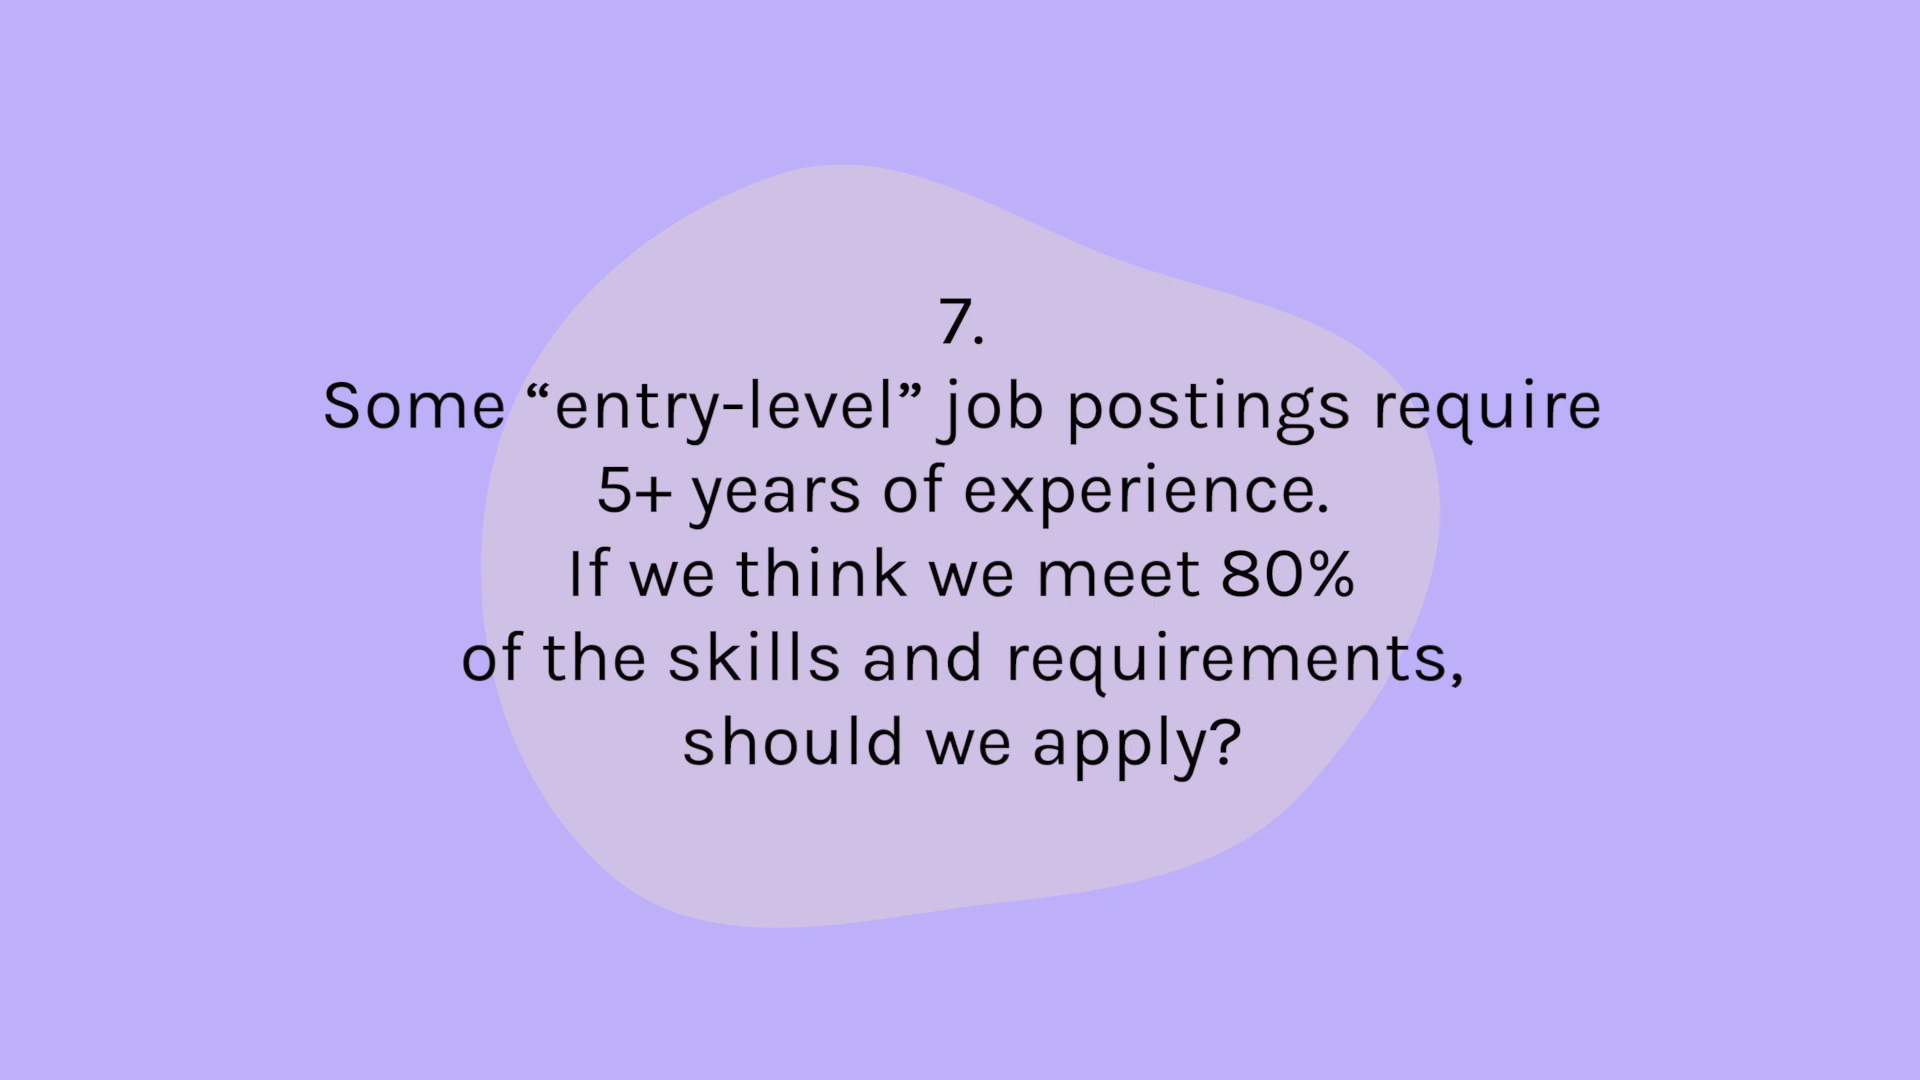 7.
Some “entry-level” job postings require
5+ years of experience.
If we think we meet 80%
of the skills and requirements,
should we apply?